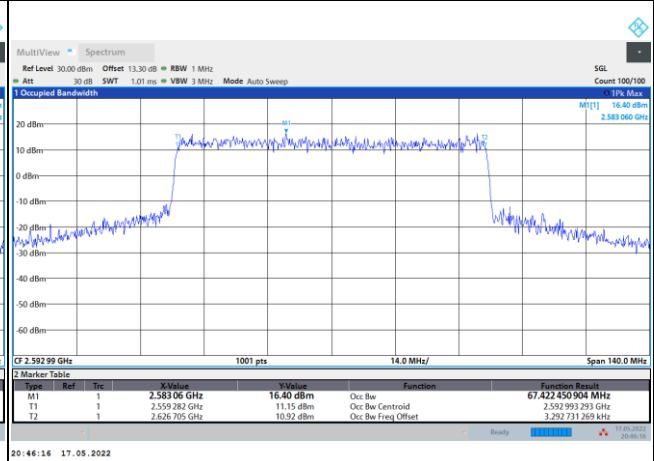 MultiView Spectrum
Ref Level 30.00 dBm Offset 13.30 dB RBW 1 MHz SGL
Att 30 dB SWT 1.01 ms VBW 3 MHz Mode Auto Sweep Count 100/100
1 Occupied Bandwidth 1Pk Max
M1[1] 16.40 dBm
2.583 060 GHz
M1
20 dBm
T1 T2
10 dBm
0 dBm
-10 dBm
-20 dBm
-30 dBm
-40 dBm
-50 dBm
-60 dBm
CF 2.592 99 GHz 1001 pts 14.0 MHz/ Span 140.0 MHz
2 Marker Table
Type Ref Trc X-Value Y-Value Function Function Result
M1 1 2.583 06 GHz 16.40 dBm Occ Bw 67.422 450 904 MHz
T1 1 2.559 282 GHz 11.15 dBm Occ Bw Centroid 2.592 993 293 GHz
T2 1 2.626 705 GHz 10.92 dBm Occ Bw Freq Offset 3.292 731 269 kHz
Ready 17.05.2022
20:46:16
20:46:16 17.05.2022